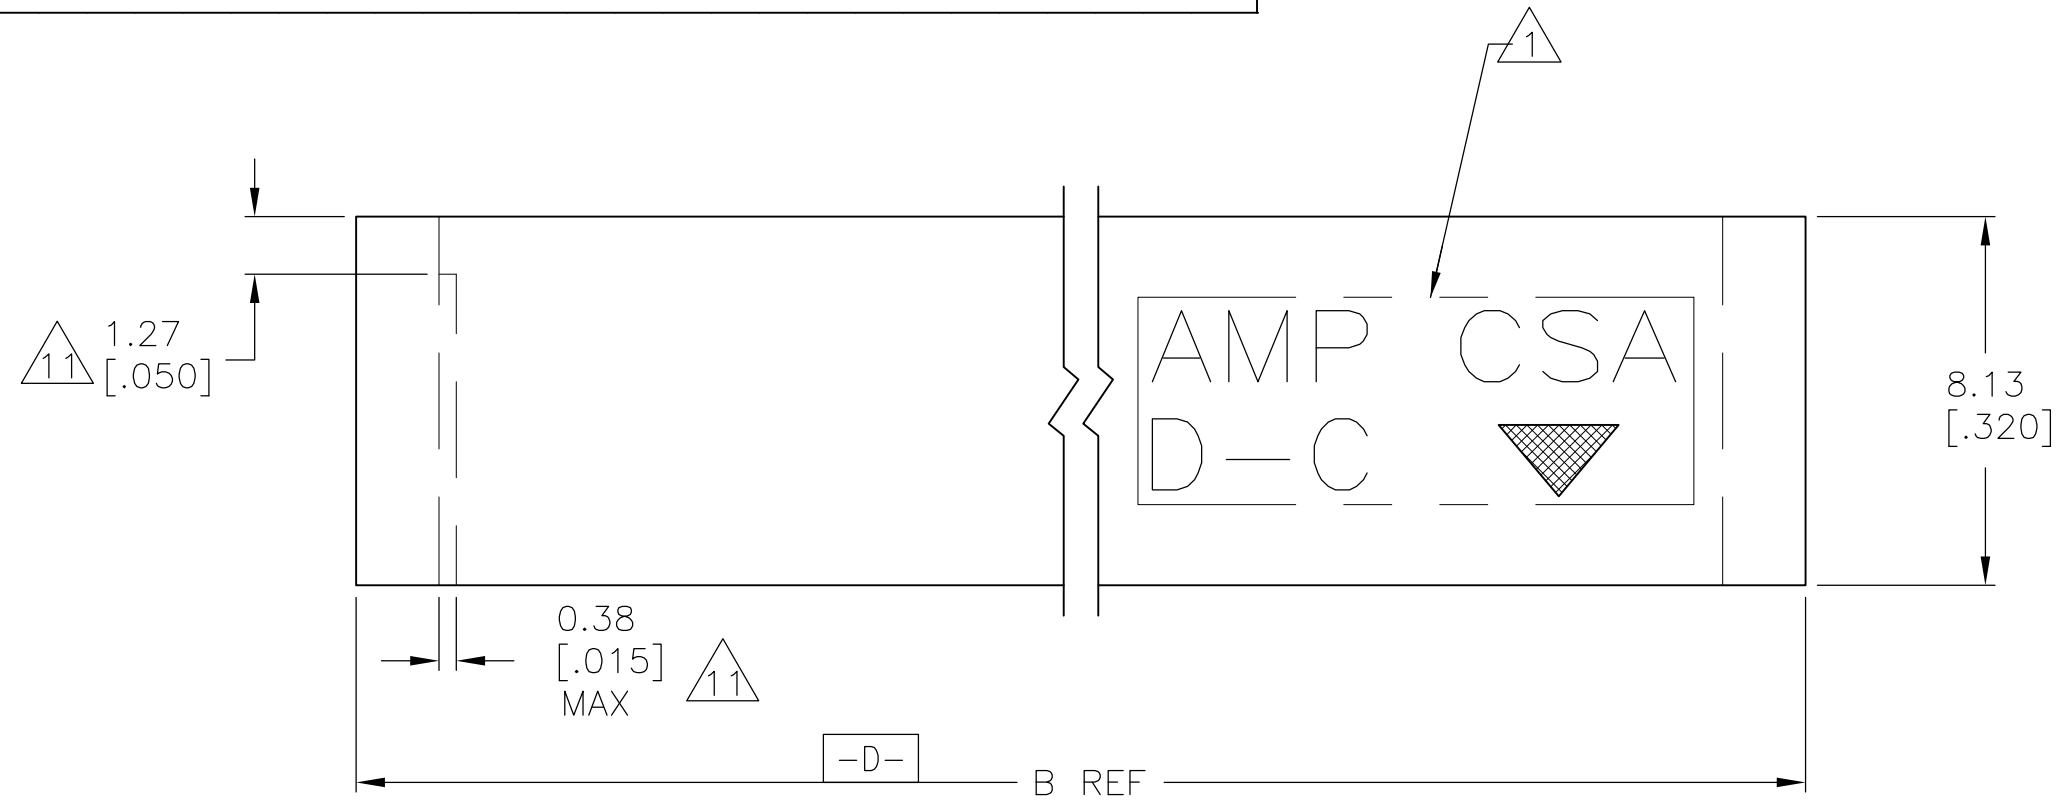 1
AMP CSA
D-C
11
1.27
[.050]
8.13
[.320]
0.38
[.015]
MAX
11
-D-
B REF